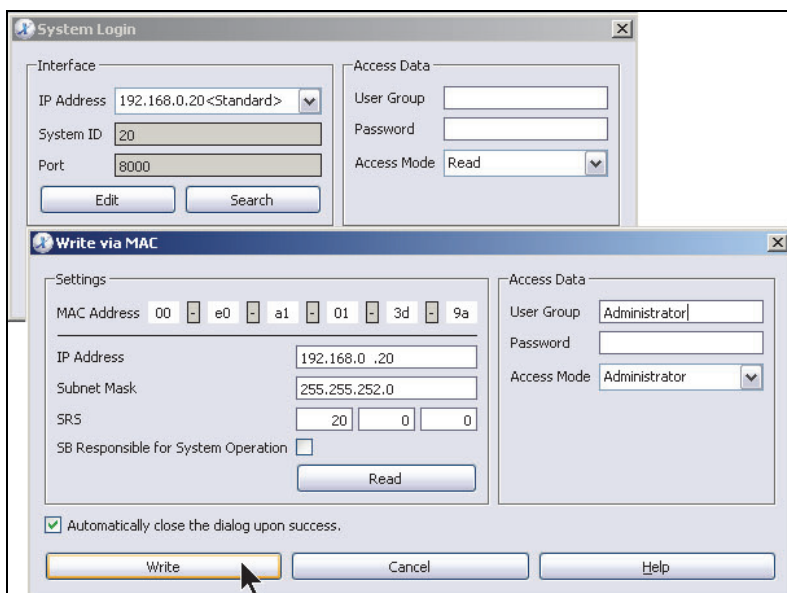 System Login
Interface
IP Address 192.168.0.20<Standard>
System ID 20
Port 8000
Edit Search
Access Data
User Group
Password
Access Mode Read
Write via MAC
Settings
MAC Address 00 - e0 - a1 - 01 - 3d - 9a
IP Address 192.168.0 .20
Subnet Mask 255.255.252.0
SRS 20 0 0
SB Responsible for System Operation
Read
Access Data
User Group Administrator
Password
Access Mode Administrator
Automatically close the dialog upon success.
Write Cancel Help